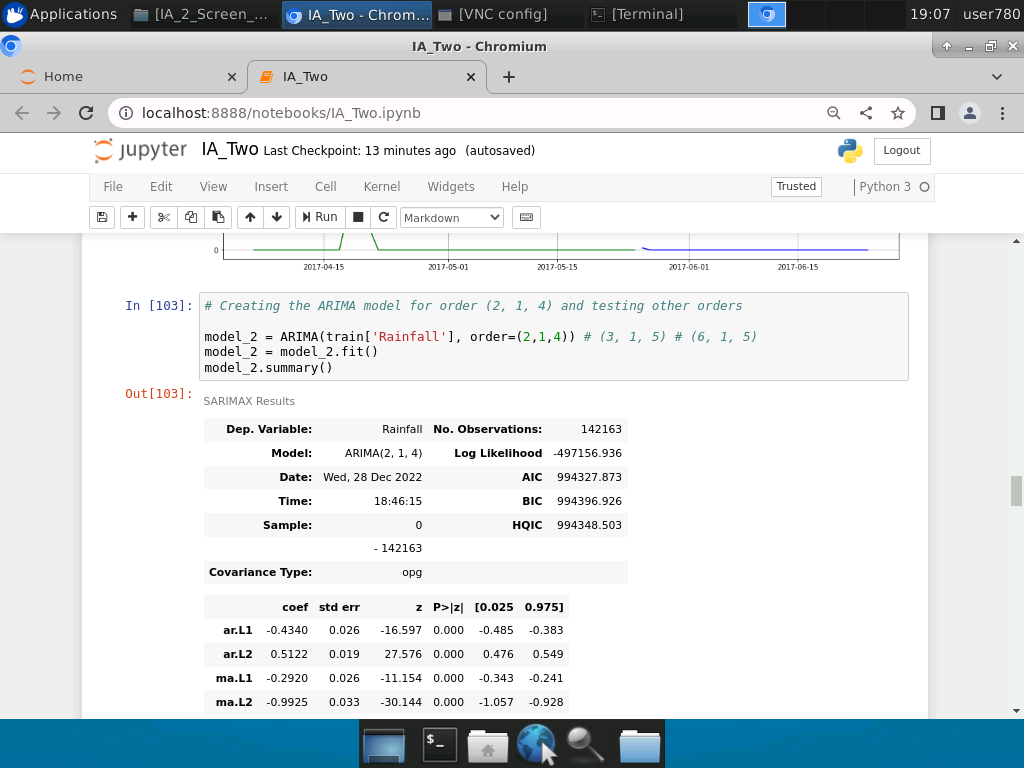 Applications [IA_2_Screen_... IA_Two - Chrom... [VNC config] [Terminal] 19:07 user780
IA_Two - Chromium
Home IA_Two
localhost:8888/notebooks/IA_Two.ipynb
jupyter IA_Two Last Checkpoint: 13 minutes ago (autosaved) Logout
File Edit View Insert Cell Kernel Widgets Help Trusted Python 3
Run Markdown
0
2017-04-15 2017-05-01 2017-05-15 2017-06-01 2017-06-15
In [103]: # Creating the ARIMA model for order (2, 1, 4) and testing other orders
model_2 = ARIMA(train['Rainfall'], order=(2,1,4)) # (3, 1, 5) # (6, 1, 5)
model_2 = model_2.fit()
model_2.summary()
Out[103]:
SARIMAX Results
Dep. Variable: Rainfall No. Observations: 142163
Model: ARIMA(2, 1, 4) Log Likelihood -497156.936
Date: Wed, 28 Dec 2022 AIC 994327.873
Time: 18:46:15 BIC 994396.926
Sample: 0 HQIC 994348.503
- 142163
Covariance Type: opg
coef std err z P>|z| [0.025 0.975]
ar.L1 -0.4340 0.026 -16.597 0.000 -0.485 -0.383
ar.L2 0.5122 0.019 27.576 0.000 0.476 0.549
ma.L1 -0.2920 0.026 -11.154 0.000 -0.343 -0.241
ma.L2 -0.9925 0.033 -30.144 0.000 -1.057 -0.928
$_